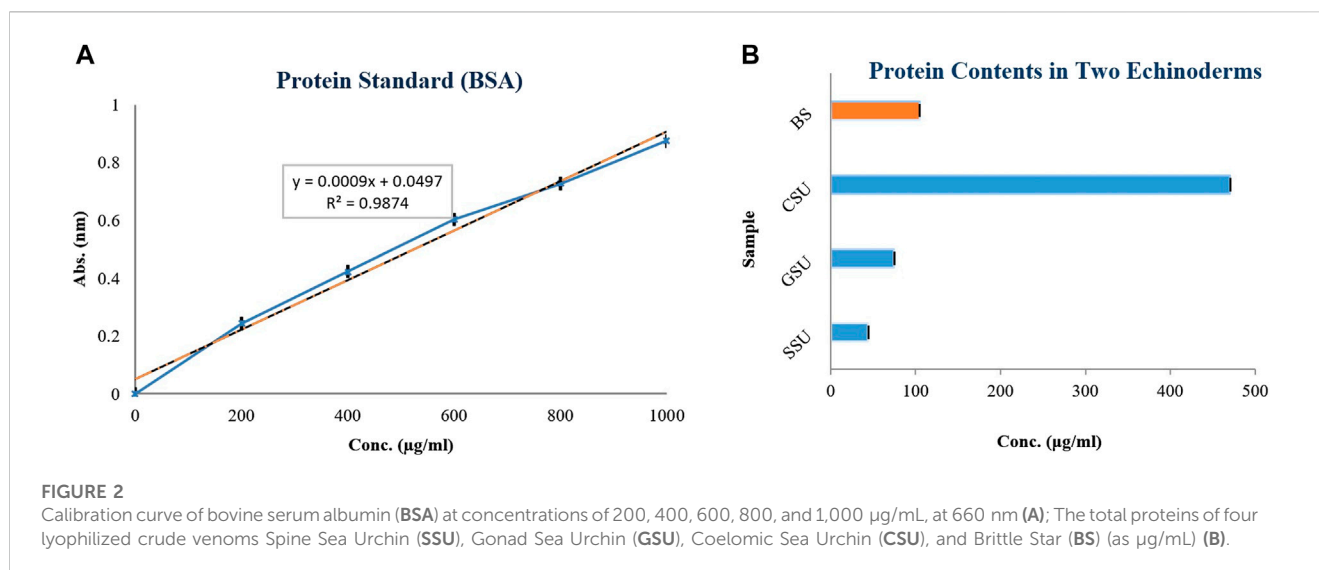 A
Protein Standard (BSA)
1
0.8
0.6
0.4
0.2
0
Abs. (nm)
y = 0.0009x + 0.0497
R² = 0.9874
0 200 400 600 800 1000
Conc. (µg/ml)
B
Protein Contents in Two Echinoderms
Sample
BS
CSU
GSU
SSU
0 100 200 300 400 500
Conc. (µg/ml)
FIGURE 2
Calibration curve of bovine serum albumin (BSA) at concentrations of 200, 400, 600, 800, and 1,000 µg/mL, at 660 nm (A); The total proteins of four
lyophilized crude venoms Spine Sea Urchin (SSU), Gonad Sea Urchin (GSU), Coelomic Sea Urchin (CSU), and Brittle Star (BS) (as µg/mL) (B).